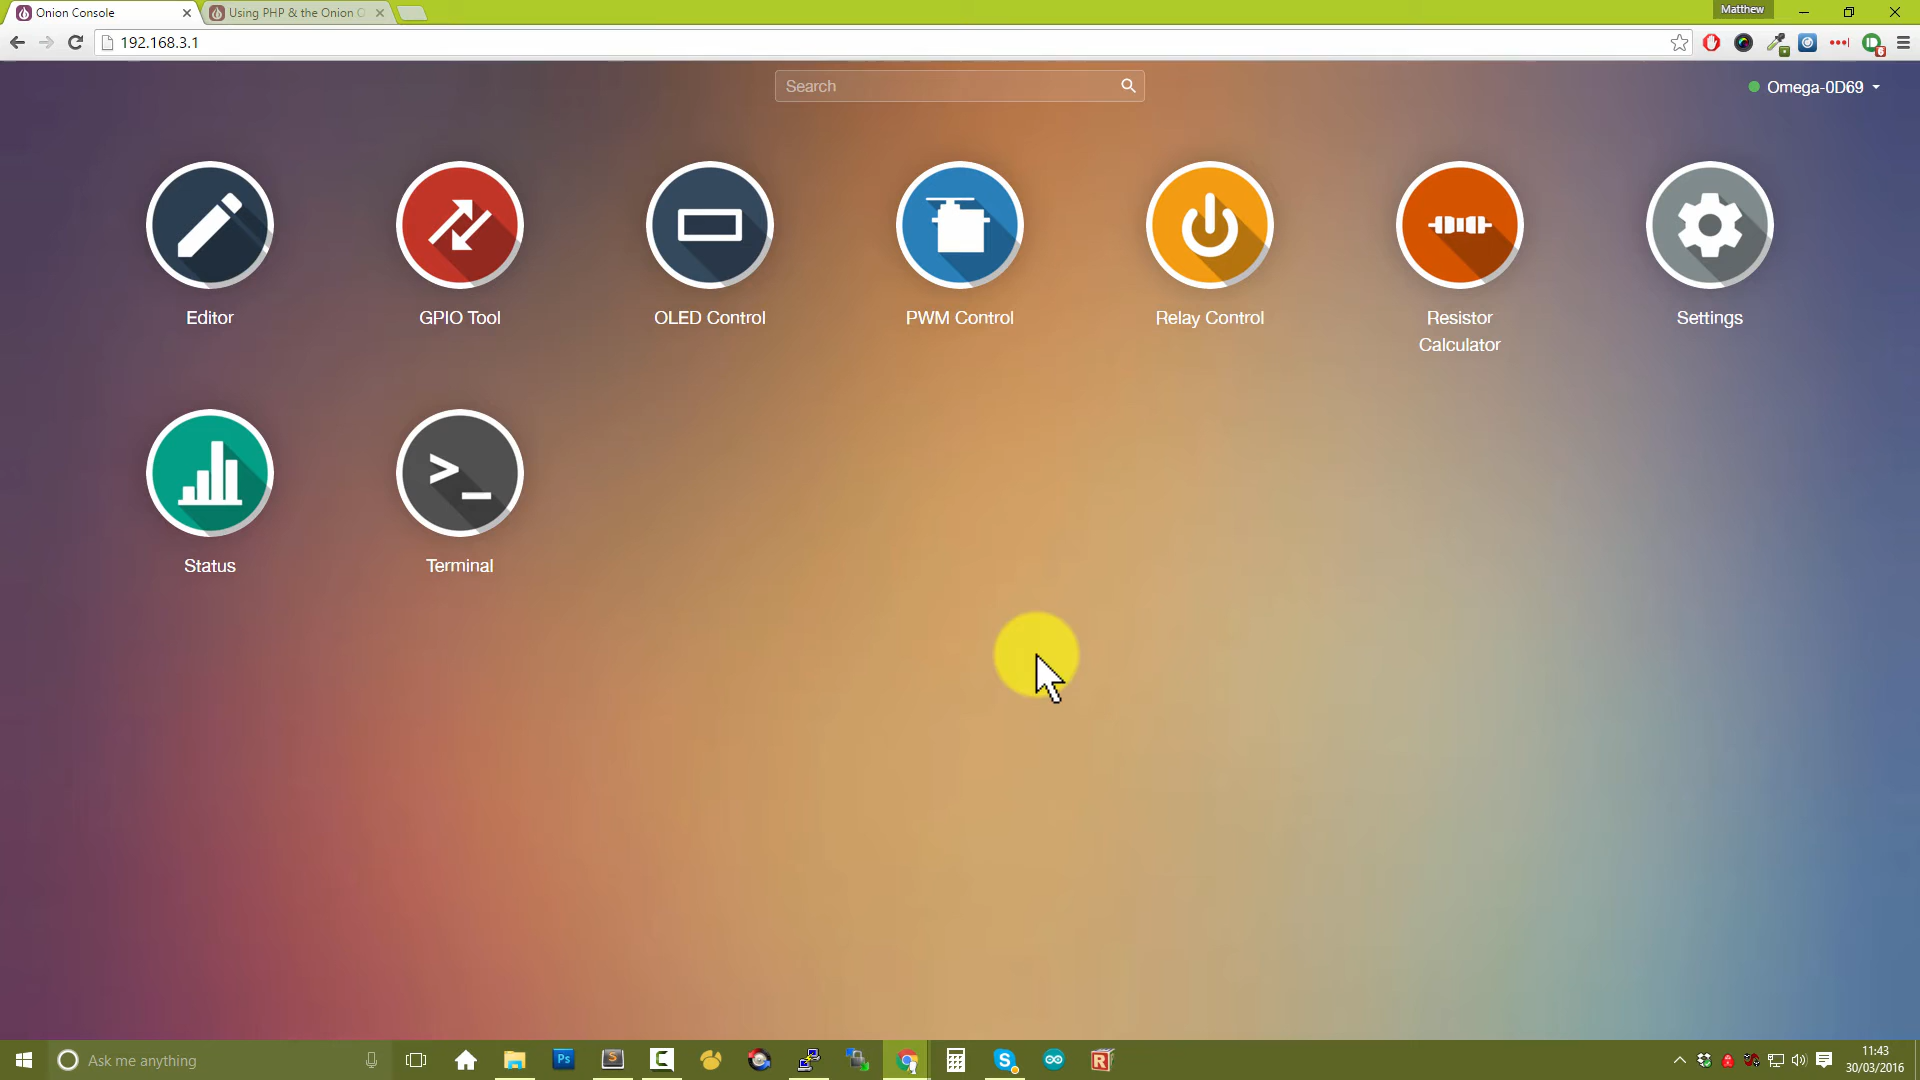 Onion Console
Using PHP & the Onion O
Matthew
192.168.3.1
Search
Omega-0D69
Editor
GPIO Tool
OLED Control
PWM Control
Relay Control
Resistor
Calculator
Settings
>_
Status
Terminal
Ask me anything
Ps
S
C
R
11:43
30/03/2016